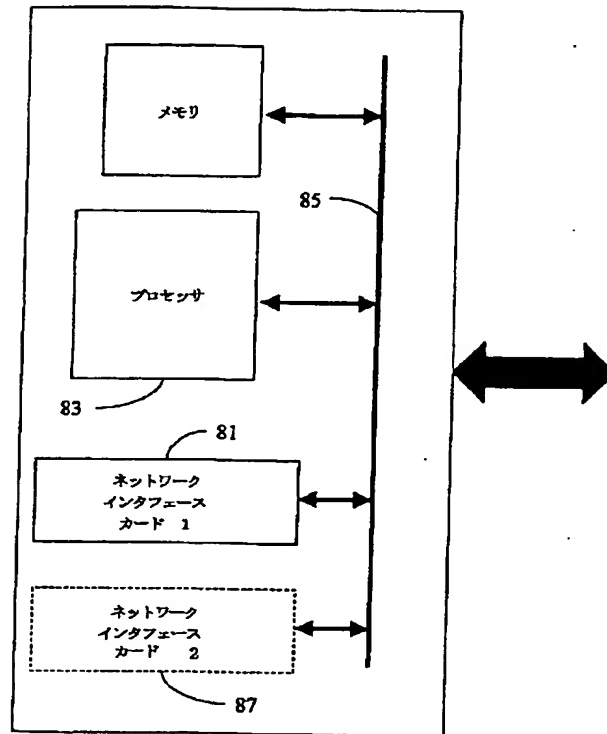 メモリ
85
プロセッサ
83
81
ネットワーク
インタフェース
カード 1
ネットワーク
インタフェース
カード 2
87